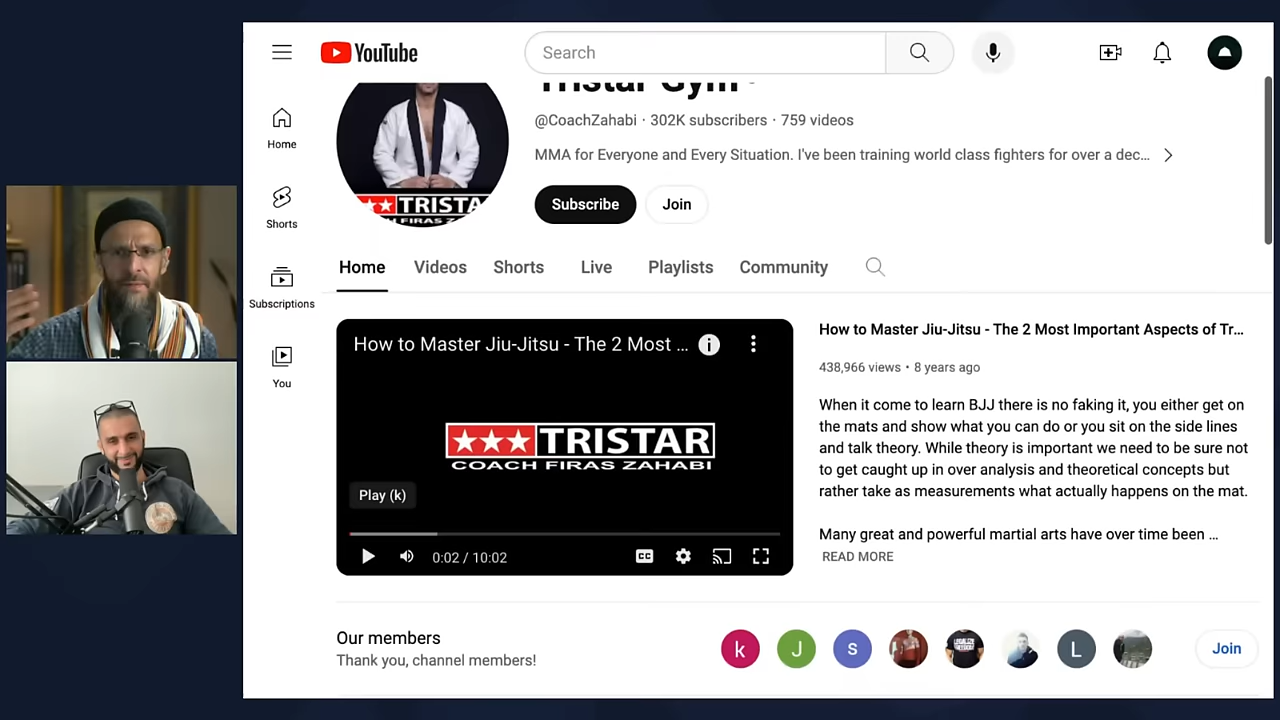 YouTube
Search
Tristar Gym
@CoachZahabi · 302K subscribers · 759 videos
MMA for Everyone and Every Situation. I've been training world class fighters for over a dec...
Subscribe
Join
Home
Shorts
Subscriptions
You
TRISTA
Home
Videos
Shorts
Live
Playlists
Community
How to Master Jiu-Jitsu - The 2 Most ...
TRISTAR
COACH FIRAS ZAHABI
Play (k)
0:02 / 10:02
CC
How to Master Jiu-Jitsu - The 2 Most Important Aspects of Tr...
438,966 views • 8 years ago
When it come to learn BJJ there is no faking it, you either get on
the mats and show what you can do or you sit on the side lines
and talk theory. While theory is important we need to be sure not
to get caught up in over analysis and theoretical concepts but
rather take as measurements what actually happens on the mat.
Many great and powerful martial arts have over time been ...
READ MORE
Our members
Thank you, channel members!
k
J
s
L
Join